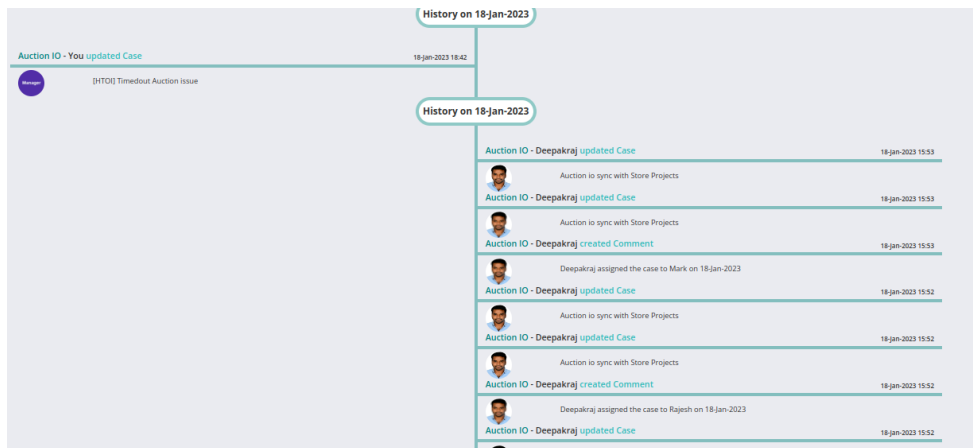 History on 18-Jan-2023
Auction IO - You updated Case 18-Jan-2023 18:42
Manager [HTOI] Timedout Auction issue
History on 18-Jan-2023
Auction IO - Deepakraj updated Case 18-Jan-2023 15:53
Auction io sync with Store Projects
Auction IO - Deepakraj updated Case 18-Jan-2023 15:53
Auction io sync with Store Projects
Auction IO - Deepakraj created Comment 18-Jan-2023 15:53
Deepakraj assigned the case to Mark on 18-Jan-2023
Auction IO - Deepakraj updated Case 18-Jan-2023 15:52
Auction io sync with Store Projects
Auction IO - Deepakraj updated Case 18-Jan-2023 15:52
Auction io sync with Store Projects
Auction IO - Deepakraj created Comment 18-Jan-2023 15:52
Deepakraj assigned the case to Rajesh on 18-Jan-2023
Auction IO - Deepakraj updated Case 18-Jan-2023 15:52